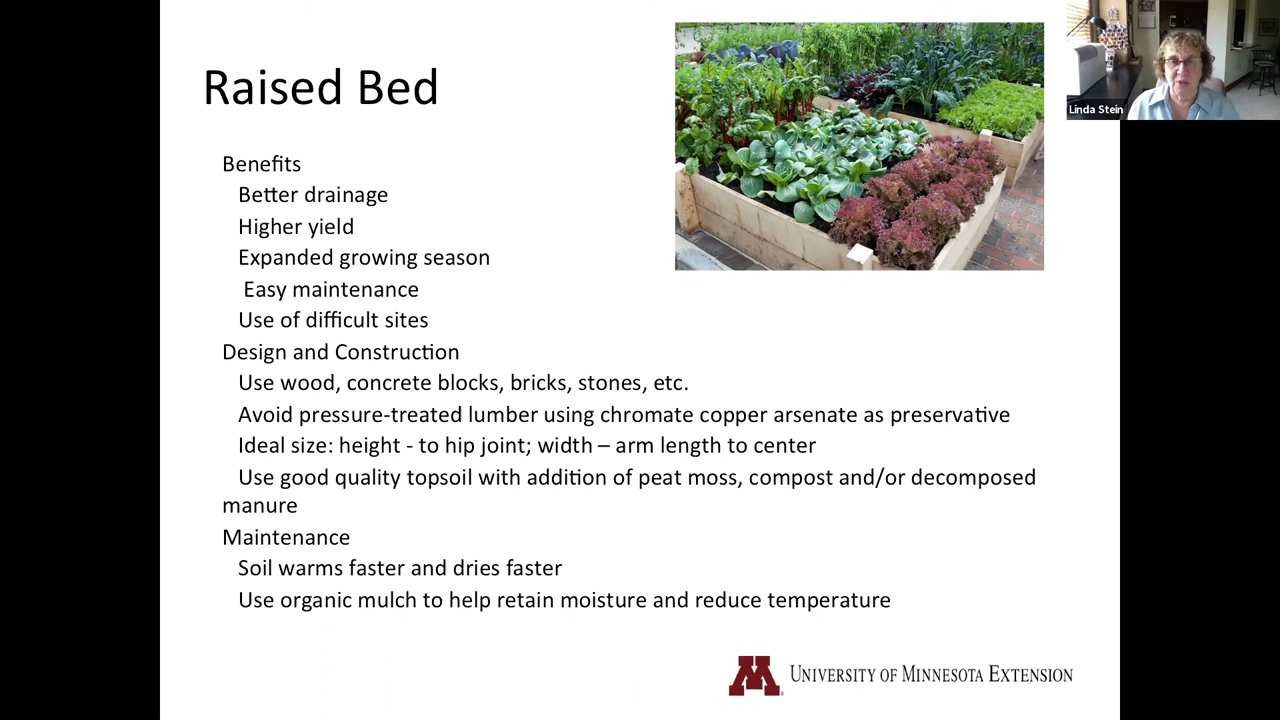 Raised Bed
Linda Stein
Benefits
Better drainage
Higher yield
Expanded growing season
Easy maintenance
Use of difficult sites
Design and Construction
Use wood, concrete blocks, bricks, stones, etc.
Avoid pressure-treated lumber using chromate copper arsenate as preservative
Ideal size: height - to hip joint; width – arm length to center
Use good quality topsoil with addition of peat moss, compost and/or decomposed
manure
Maintenance
Soil warms faster and dries faster
Use organic mulch to help retain moisture and reduce temperature
M
UNIVERSITY OF MINNESOTA EXTENSION